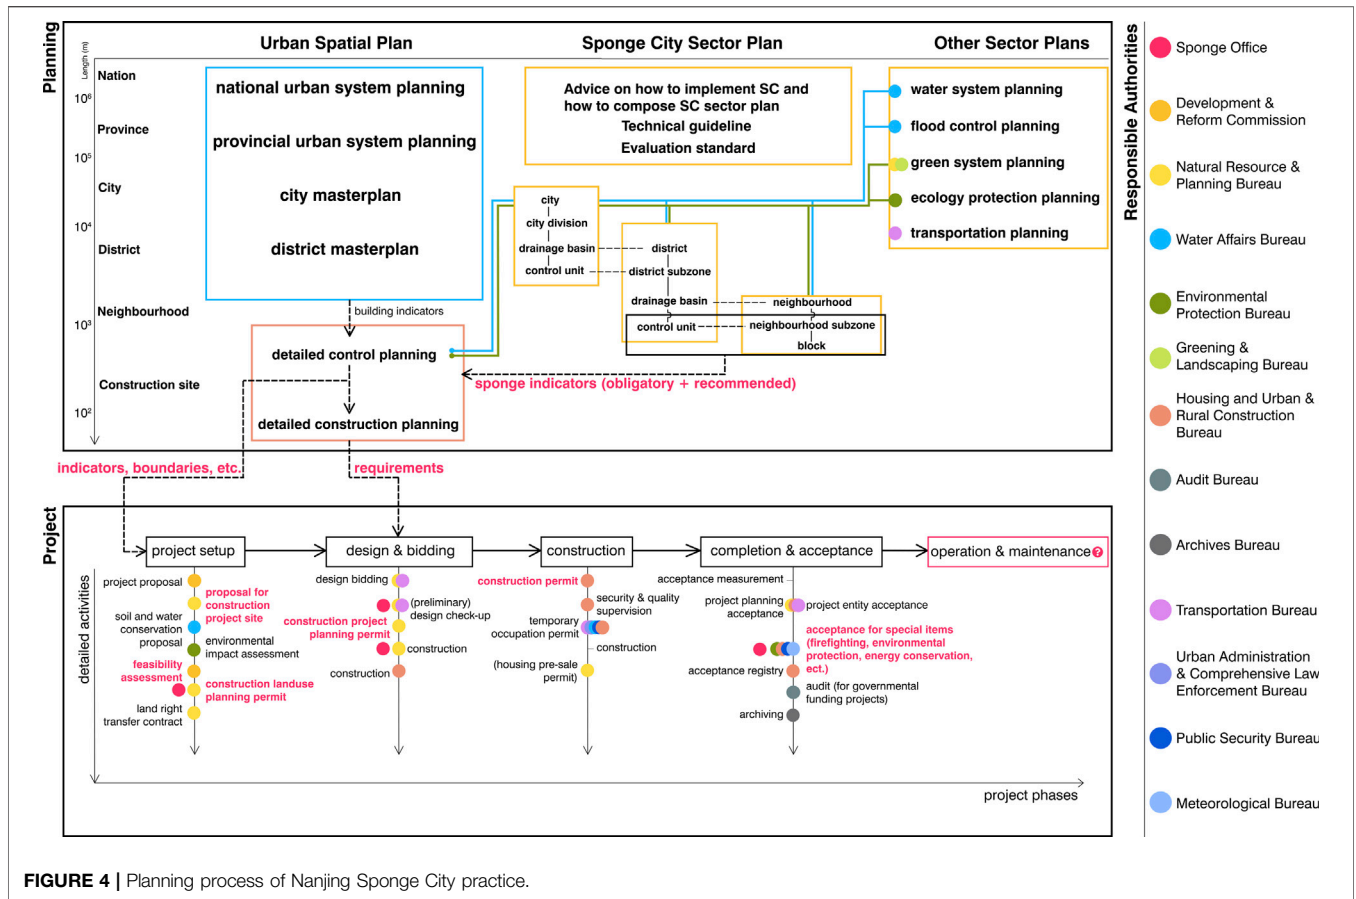 Planning
Length (m)
Urban Spatial Plan
Sponge City Sector Plan
Other Sector Plans
Nation
10⁶
Province
10⁵
City
10⁴
District
Neighbourhood
10³
Construction site
10²
national urban system planning
provincial urban system planning
city masterplan
district masterplan
building indicators
detailed control planning
detailed construction planning
Advice on how to implement SC and
how to compose SC sector plan
Technical guideline
Evaluation standard
city
city division
drainage basin
control unit
district
district subzone
drainage basin
control unit
neighbourhood
neighbourhood subzone
block
sponge indicators (obligatory + recommended)
water system planning
flood control planning
green system planning
ecology protection planning
transportation planning
indicators, boundaries, etc.
requirements
Project
project setup
design & bidding
construction
completion & acceptance
operation & maintenance?
detailed activities
project proposal
proposal for
construction
project site
soil and water
conservation
proposal
environmental
impact assessment
feasibility
assessment
construction landuse
planning permit
land right
transfer contract
design bidding
(preliminary)
design check-up
construction project
planning permit
construction
construction
construction permit
security & quality
supervision
temporary
occupation permit
construction
(housing pre-sale
permit)
acceptance measurement
project planning
acceptance
project entity acceptance
acceptance for special items
(firefighting, environmental
protection, energy conservation,
ect.)
acceptance registry
audit (for governmental
funding projects)
archiving
project phases
Responsible Authorities
Sponge Office
Development &
Reform Commission
Natural Resource &
Planning Bureau
Water Affairs Bureau
Environmental
Protection Bureau
Greening &
Landscaping Bureau
Housing and Urban &
Rural Construction
Bureau
Audit Bureau
Archives Bureau
Transportation Bureau
Urban Administration
& Comprehensive Law
Enforcement Bureau
Public Security Bureau
Meteorological Bureau
FIGURE 4 | Planning process of Nanjing Sponge City practice.